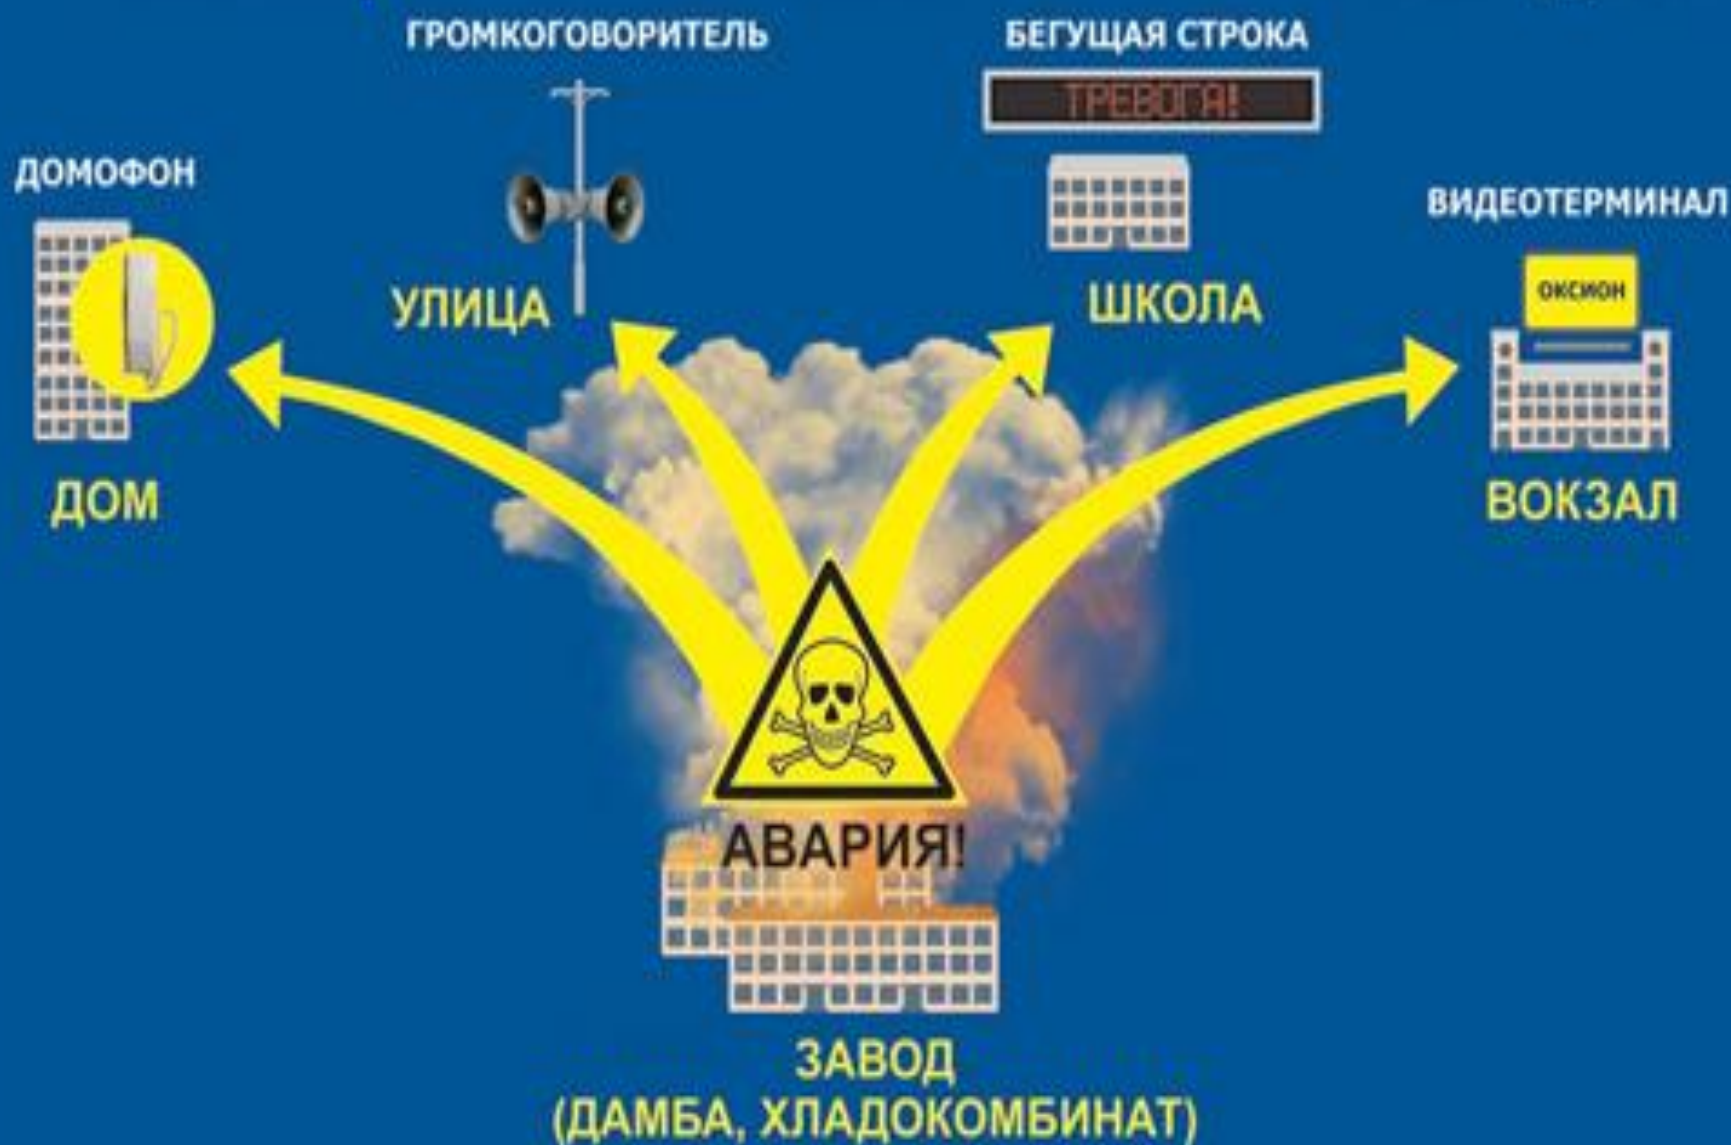 ГРОМКОГОВОРИТЕЛЬ
БЕГУЩАЯ СТРОКА
ТРЕВОГА!
ДОМОФОН
ВИДЕОТЕРМИНАЛ
ОКСИОН
УЛИЦА
ШКОЛА
ДОМ
ВОКЗАЛ
АВАРИЯ!
ЗАВОД
(ДАМБА, ХЛАДОКОМБИНАТ)